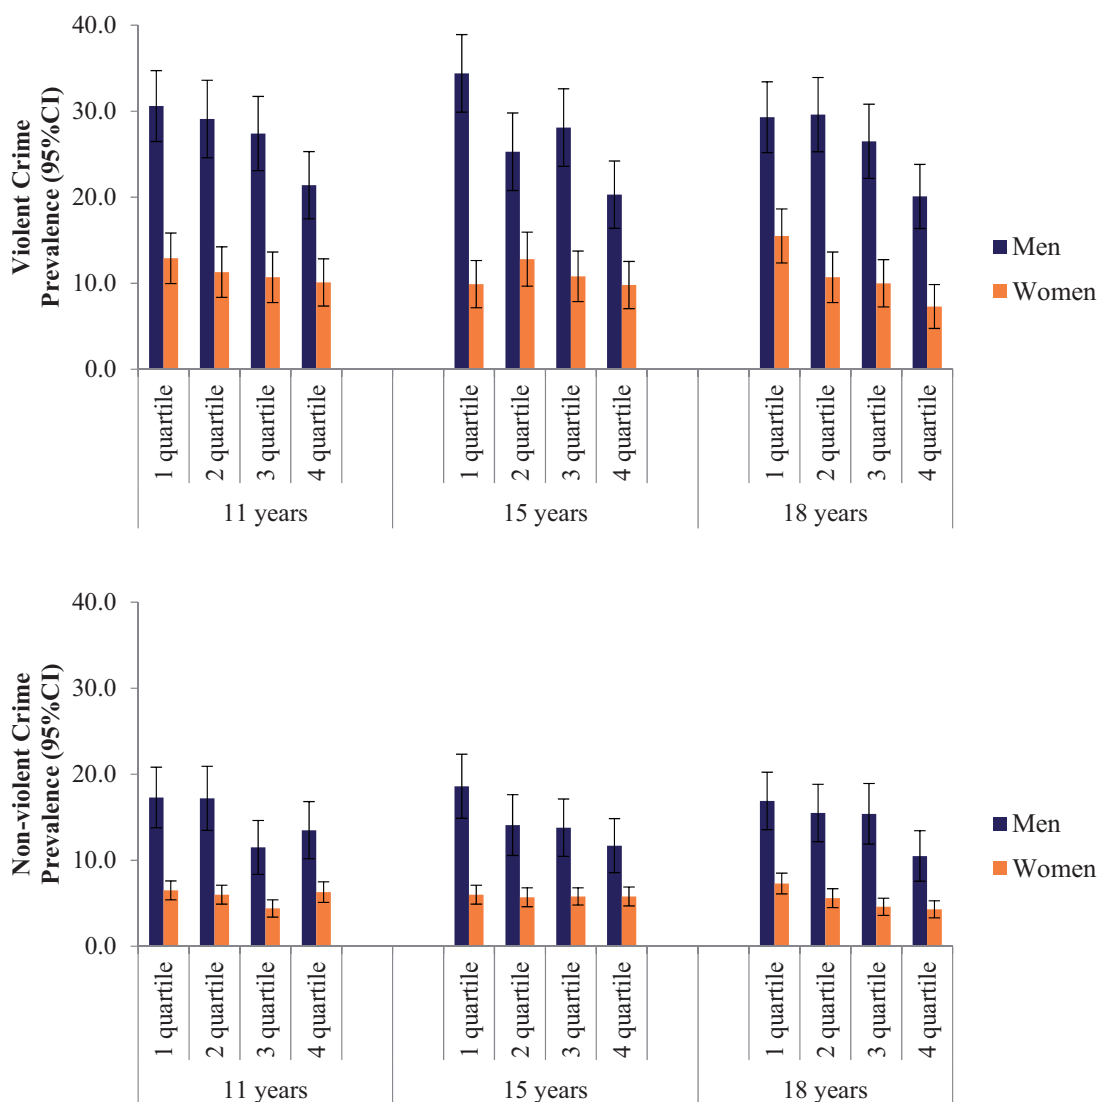 Violent Crime
Prevalence (95%CI)
40.0
30.0
20.0
10.0
0.0
1 quartile
2 quartile
3 quartile
4 quartile
1 quartile
2 quartile
3 quartile
4 quartile
1 quartile
2 quartile
3 quartile
4 quartile
11 years
15 years
18 years
Men
Women
Non-violent Crime
Prevalence (95%CI)
40.0
30.0
20.0
10.0
0.0
1 quartile
2 quartile
3 quartile
4 quartile
1 quartile
2 quartile
3 quartile
4 quartile
1 quartile
2 quartile
3 quartile
4 quartile
11 years
15 years
18 years
Men
Women